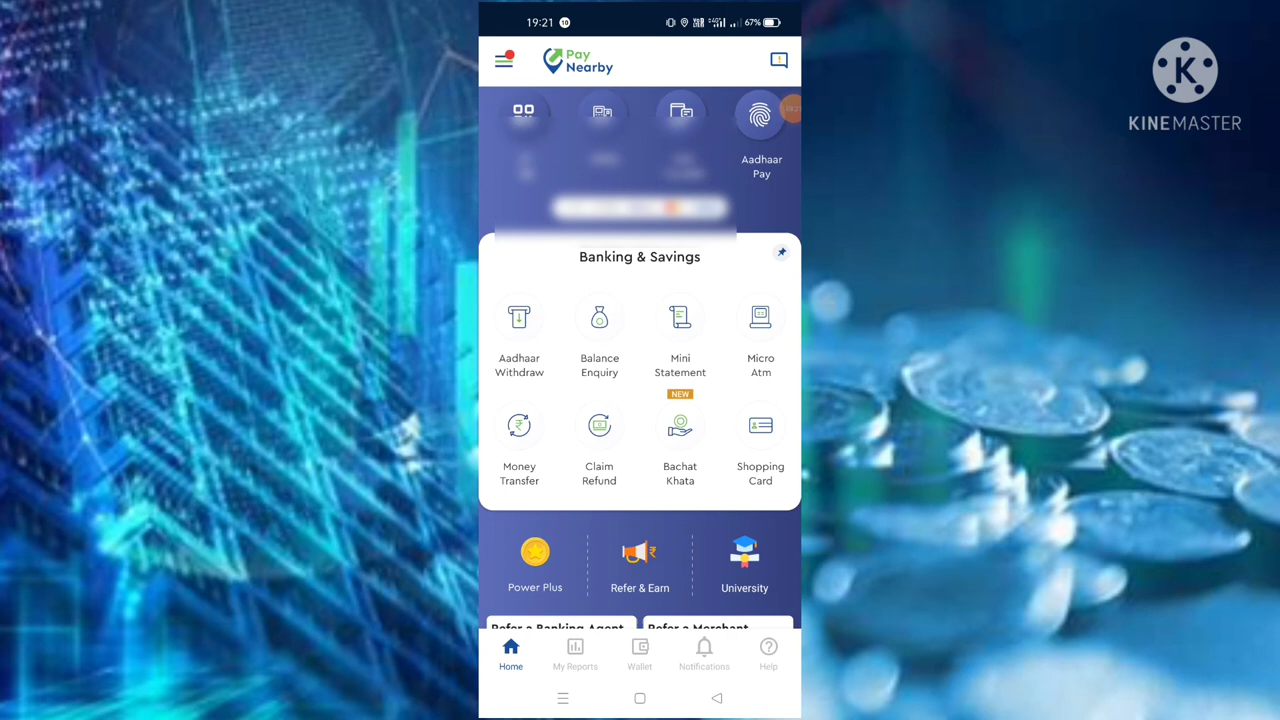 19:21 10 67%
Pay
Nearby
KINEMASTER
Aadhaar
Pay
Banking & Savings
Aadhaar
Withdraw
Balance
Enquiry
Mini
Statement
Micro
Atm
NEW
Money
Transfer
Claim
Refund
Bachat
Khata
Shopping
Card
Power Plus
Refer & Earn
University
Refer a Banking Agent
Refer a Merchant
Home
My Reports
Wallet
Notifications
Help